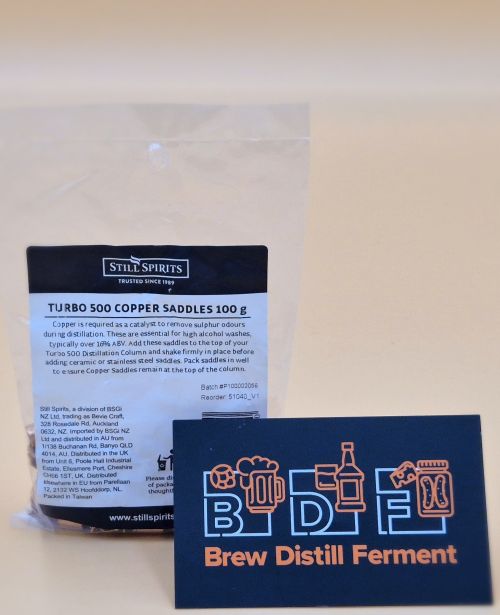 STILL SPIRITS
TRUSTED SINCE 1989
TURBO 500 COPPER SADDLES 100 g
Copper is required as a catalyst to remove sulphur odours
during distillation. These are essential for high alcohol washes,
typically over 16% ABV. Add these saddles to the top of your
Turbo 500 Distillation Column and shake firmly in place before
adding ceramic or stainless steel saddles. Pack saddles in well
to ensure Copper Saddles remain at the top of the column.
Batch #P100002056
Reorder: 51040_V1
Still Spirits, a division of BSGi
NZ Ltd, trading as Bevie Craft,
328 Rosedale Rd, Auckland
0632, NZ. Imported by BSGi NZ
Ltd and distributed in AU from
1/138 Buchanan Rd, Banyo QLD
4014, AU. Distributed in the UK
from Unit 6, Poole Hall Industrial
Estate, Ellesmere Port, Cheshire
CH66 1ST, UK. Distributed
elsewhere in EU from Parellaan
12, 2132 WS Hoofddorp, NL.
Packed in Taiwan
Please
of
www.stillspirits
B D F
Brew Distill Ferment